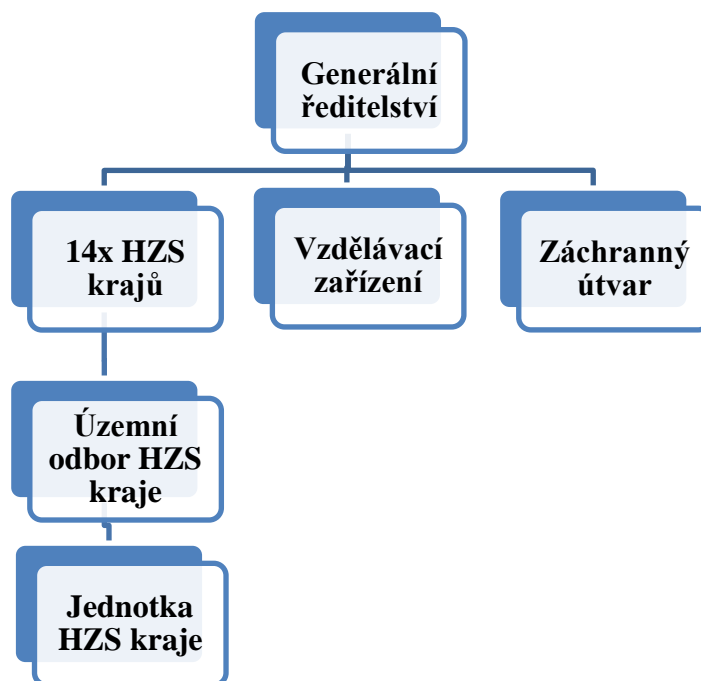 Generální
ředitelství
14x HZS
krajů
Vzdělávací
zařízení
Záchranný
útvar
Územní
odbor HZS
kraje
Jednotka
HZS kraje